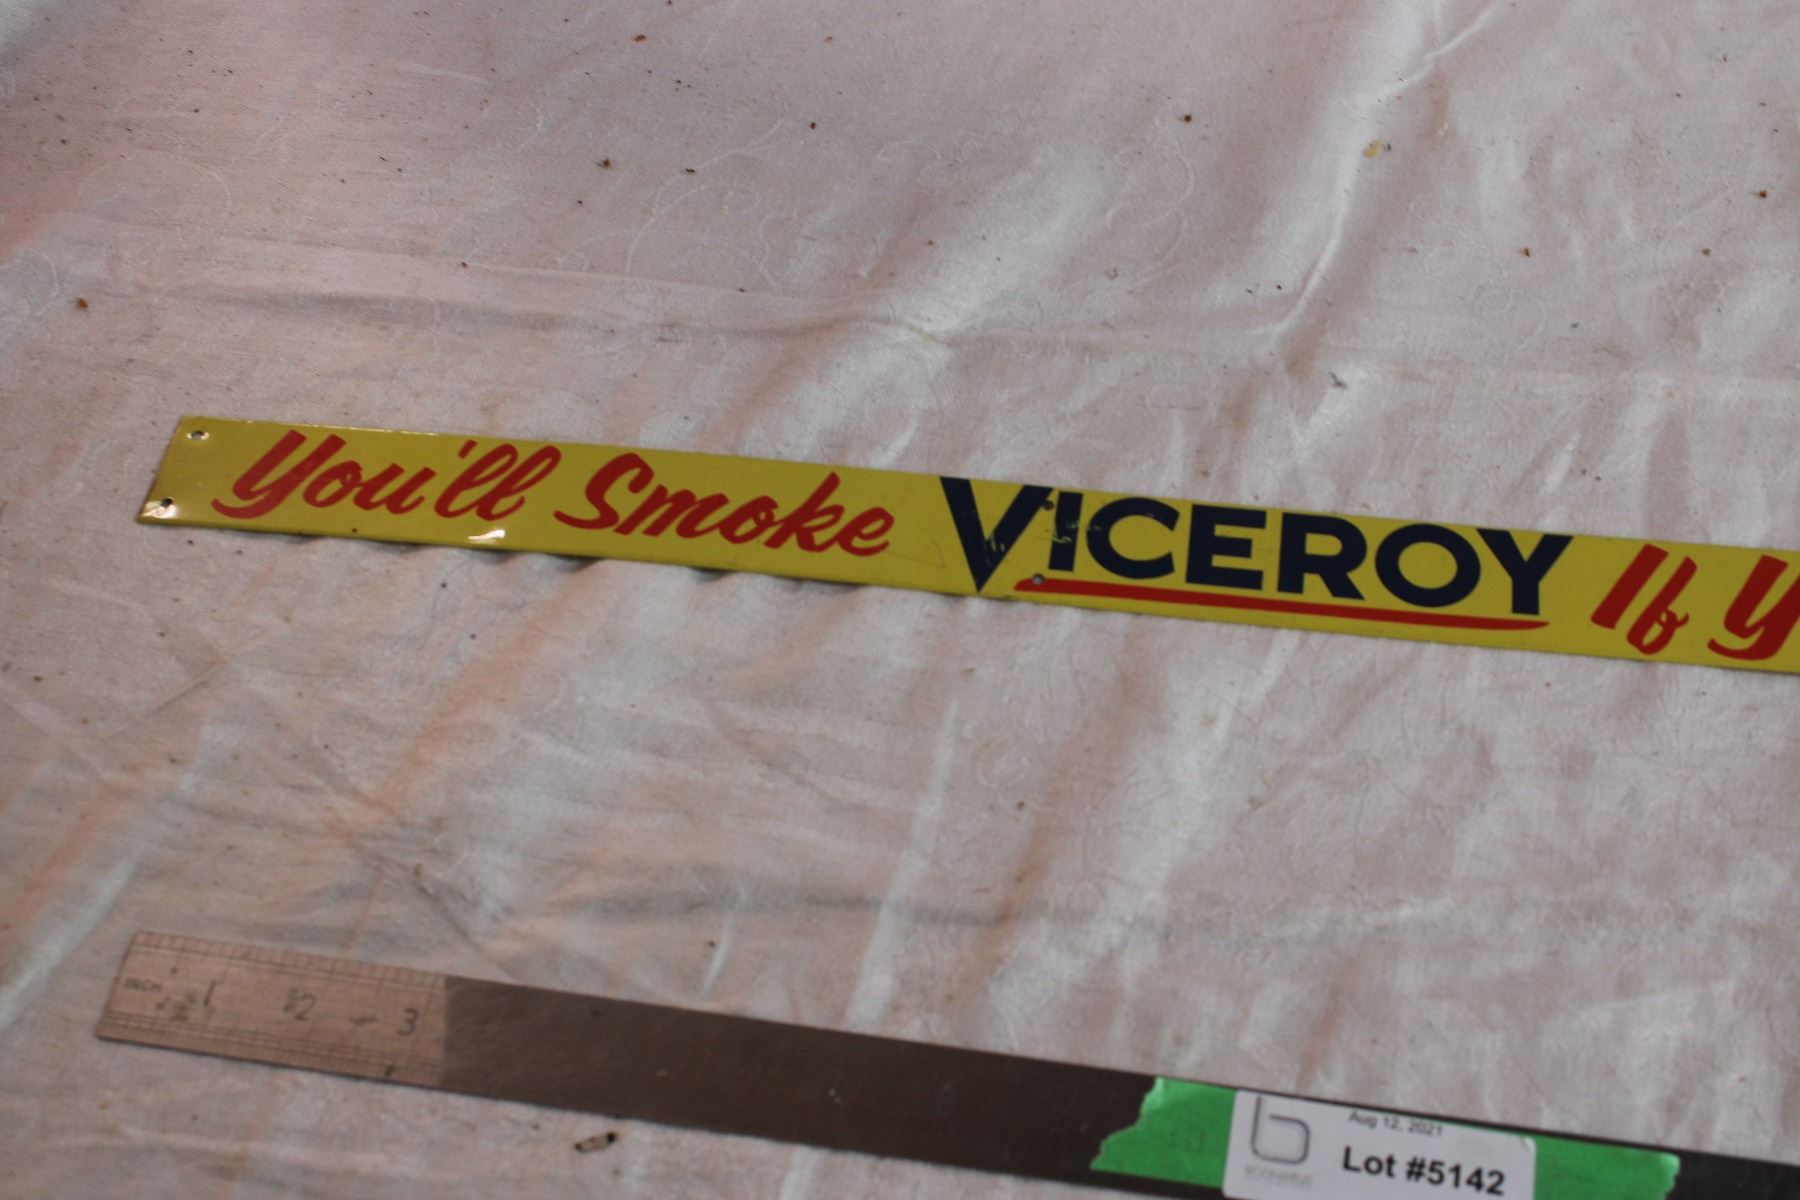 You'll Smoke VICEROY If Y
INCH 1 2 3
Aug 12, 2021
Lot #5142